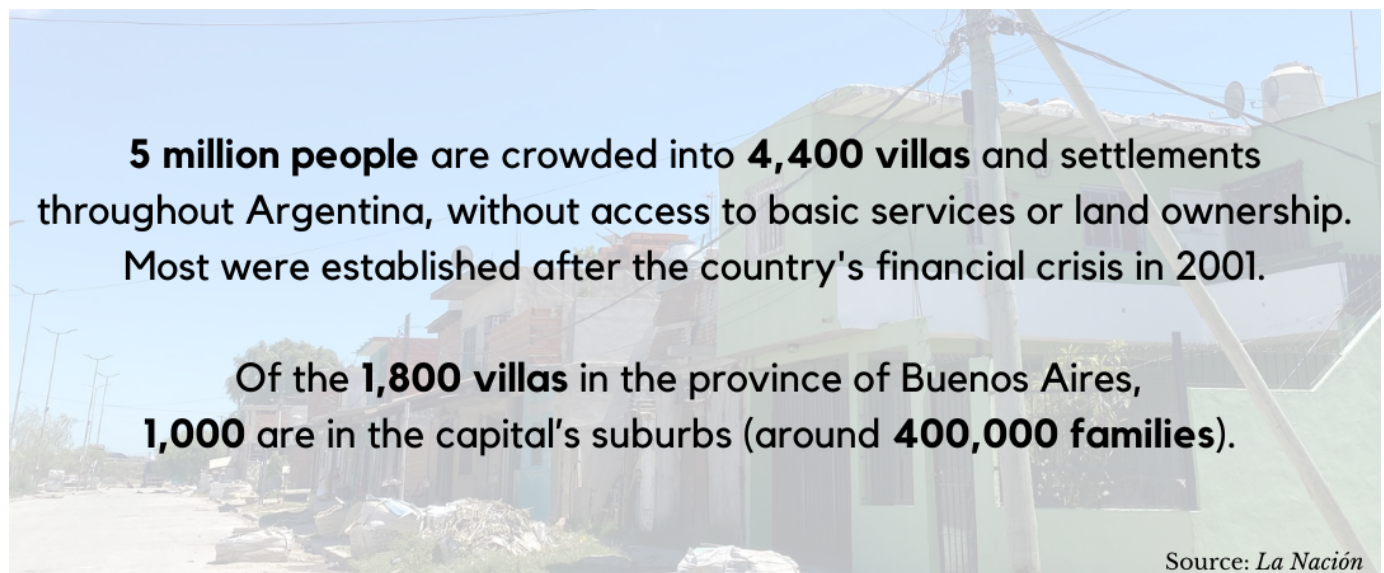 5 million people are crowded into 4,400 villas and settlements
throughout Argentina, without access to basic services or land ownership.
Most were established after the country's financial crisis in 2001.
Of the 1,800 villas in the province of Buenos Aires,
1,000 are in the capital’s suburbs (around 400,000 families).
Source: La Nación